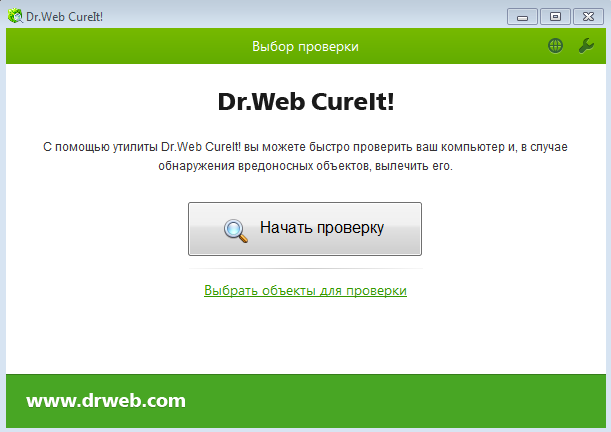 Dr.Web CureIt!
Выбор проверки
Dr.Web CureIt!
С помощью утилиты Dr.Web CureIt! вы можете быстро проверить ваш компьютер и, в случае
обнаружения вредоносных объектов, вылечить его.
Начать проверку
Выбрать объекты для проверки
www.drweb.com